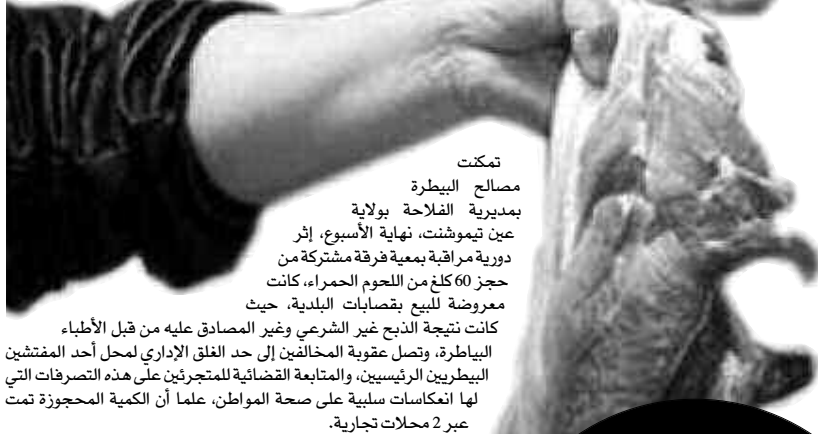 تمكنت
مصالح البيطرة
بمديرية الفلاحة بولاية
عين تيموشنت، نهاية الأسبوع، إثر
دورية مراقبة بمعية فرقة مشتركة من
حجز 60 كلغ من اللحوم الحمراء، كانت
معروضة للبيع بقصابات البلدية، حيث
كانت نتيجة الذبح غير الشرعي وغير المصادق عليه من قبل الأطباء
البياطرة، وتصل عقوبة المخالفين إلى حد الغلق الإداري لمحل أحد المفتشين
البيطريين الرئيسيين، والمتابعة القضائية للمتجرئين على هذه التصرفات التي
لها انعكاسات سلبية على صحة المواطن، علما أن الكمية المحجوزة تمت
عبر 2 محلات تجارية.